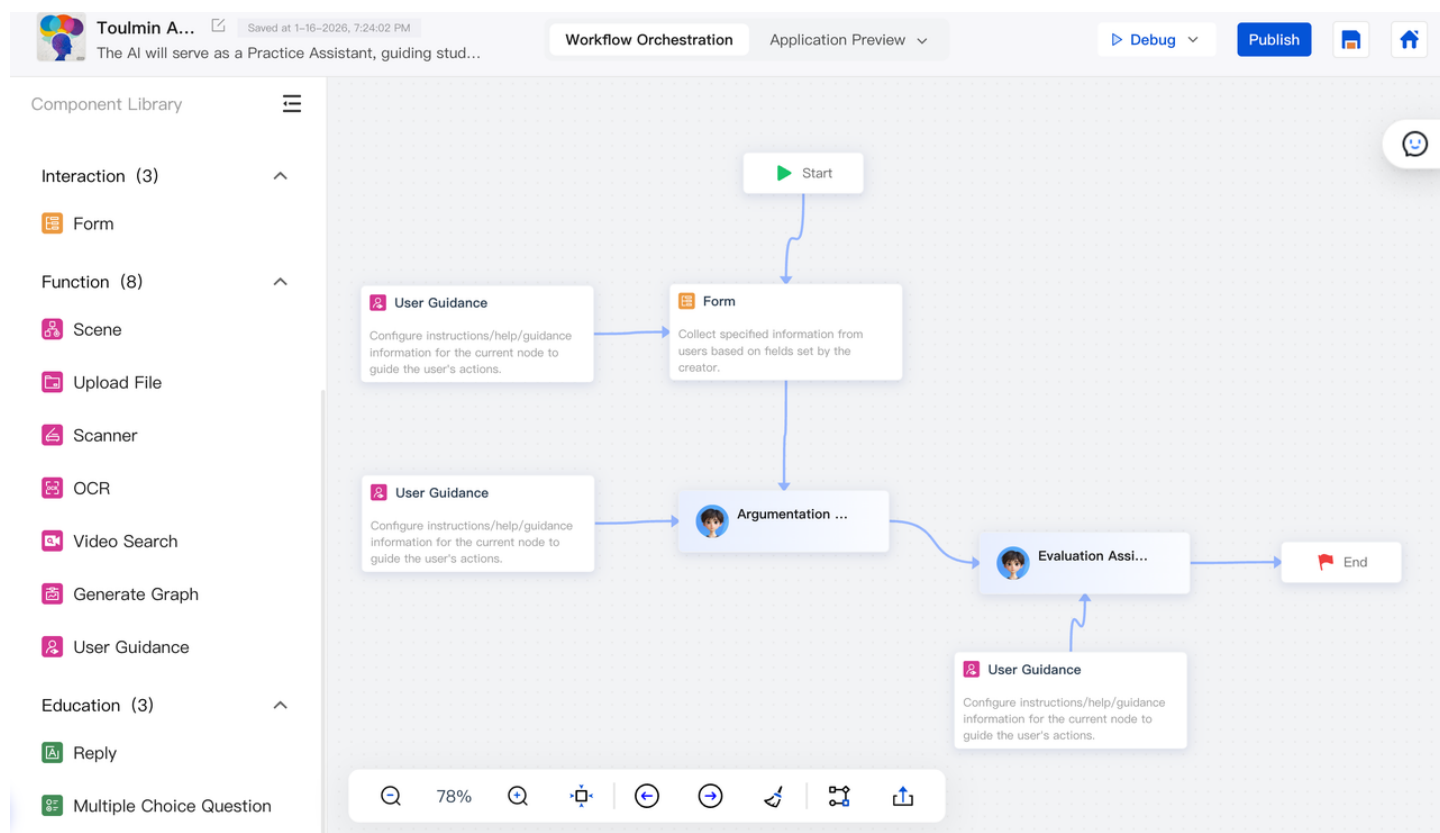 Toulmin A...
Saved at 1-16-2026, 7:24:02 PM
The AI will serve as a Practice Assistant, guiding stud...
Workflow Orchestration
Application Preview
Debug
Publish
Component Library
Interaction (3)
Form
Function (8)
Scene
Upload File
Scanner
OCR
Video Search
Generate Graph
User Guidance
Education (3)
Reply
Multiple Choice Question
Start
User Guidance
Configure instructions/help/guidance
information for the current node to
guide the user's actions.
Form
Collect specified information from
users based on fields set by the
creator.
User Guidance
Configure instructions/help/guidance
information for the current node to
guide the user's actions.
Argumentation ...
Evaluation Assi...
End
User Guidance
Configure instructions/help/guidance
information for the current node to
guide the user's actions.
78%